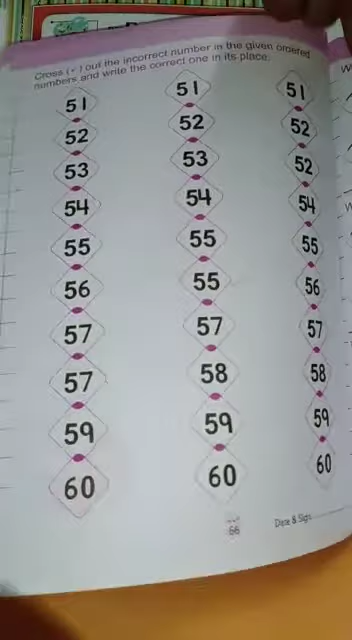 Cross (×) out the incorrect number in the given ordered
numbers and write the correct one in its place.
51 51 51
52 52 52
53 53 52
54 54 54
55 55 55
56 55 56
57 57 57
57 58 58
59 59 59
60 60 60
66
Date & Sign